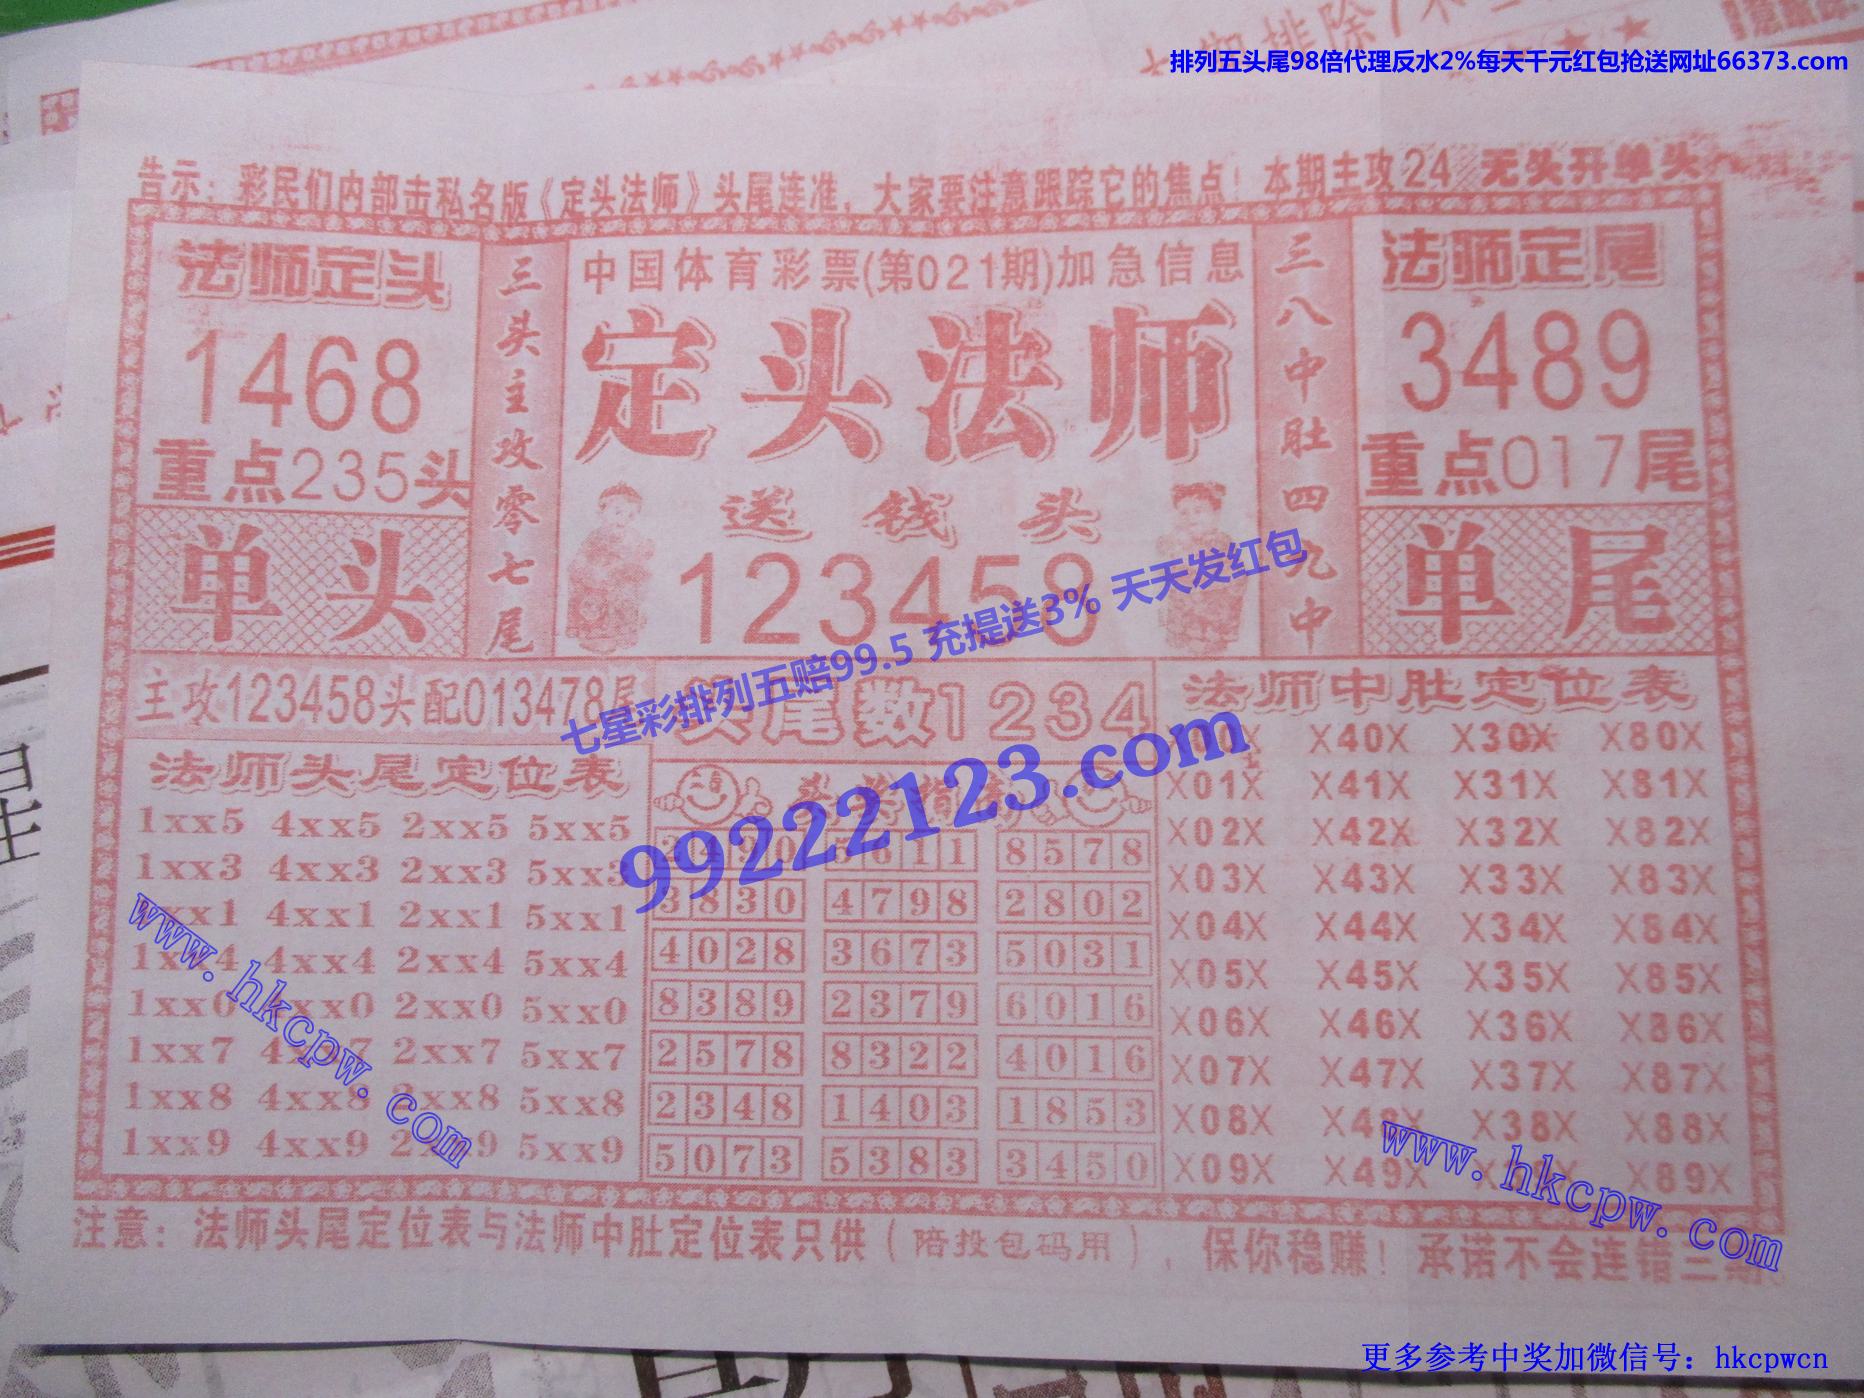 排列五头尾98倍代理反水2%每天千元红包抢送网址66373.com
告示：彩民们内部击私名版《定头法师》头尾连准，大家要注意跟踪它的焦点！本期主攻24 无头开单头
法师定头
1468
重点235头
单头
三头主攻零七尾
中国体育彩票(第021期)加急信息
定头法师
送钱头
123458
三八中肚四九中
法师定尾
3489
重点017尾
单尾
七星彩排列五赔99.5 充提送3% 天天发红包
99222123.com
主攻123458头配013478尾
法师头尾定位表
1xx5 4xx5 2xx5 5xx5
1xx3 4xx3 2xx3 5xx3
1xx1 4xx1 2xx1 5xx1
1xx4 4xx4 2xx4 5xx4
1xx0 4xx0 2xx0 5xx0
1xx7 4xx7 2xx7 5xx7
1xx8 4xx8 2xx8 5xx8
1xx9 4xx9 2xx9 5xx9
头尾数1234
8578
3830 4798 2802
4028 3673 5031
8389 2379 6016
2578 8322 4016
2348 1403 1853
5073 5383 3450
法师中肚定位表
X40X X30X X80X
X01X X41X X31X X81X
X02X X42X X32X X82X
X03X X43X X33X X83X
X04X X44X X34X X84X
X05X X45X X35X X85X
X06X X46X X36X X86X
X07X X47X X37X X87X
X08X X48X X38X X88X
X09X X49X X89X
www.hkcpw.com
www.hkcpw.com
注意：法师头尾定位表与法师中肚定位表只供（陪投包码用），保你稳赚！承诺不会连错三期
更多参考中奖加微信号：hkcpwcn